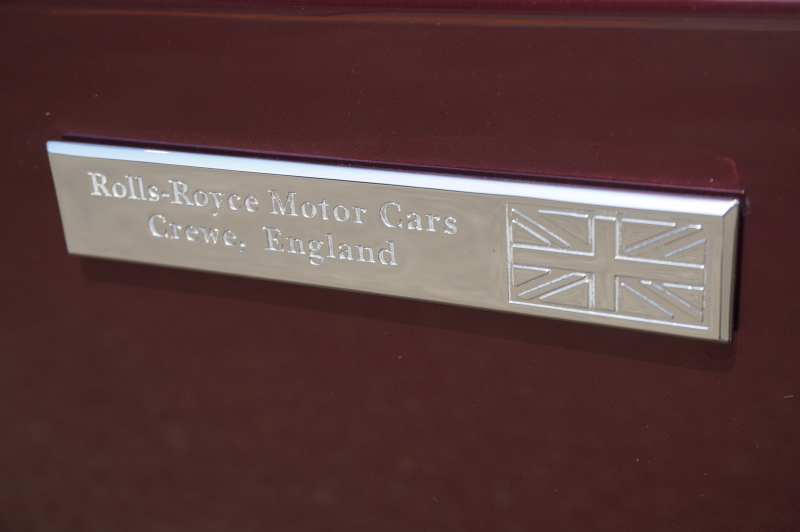 Rolls-Royce Motor Cars
Crewe, England